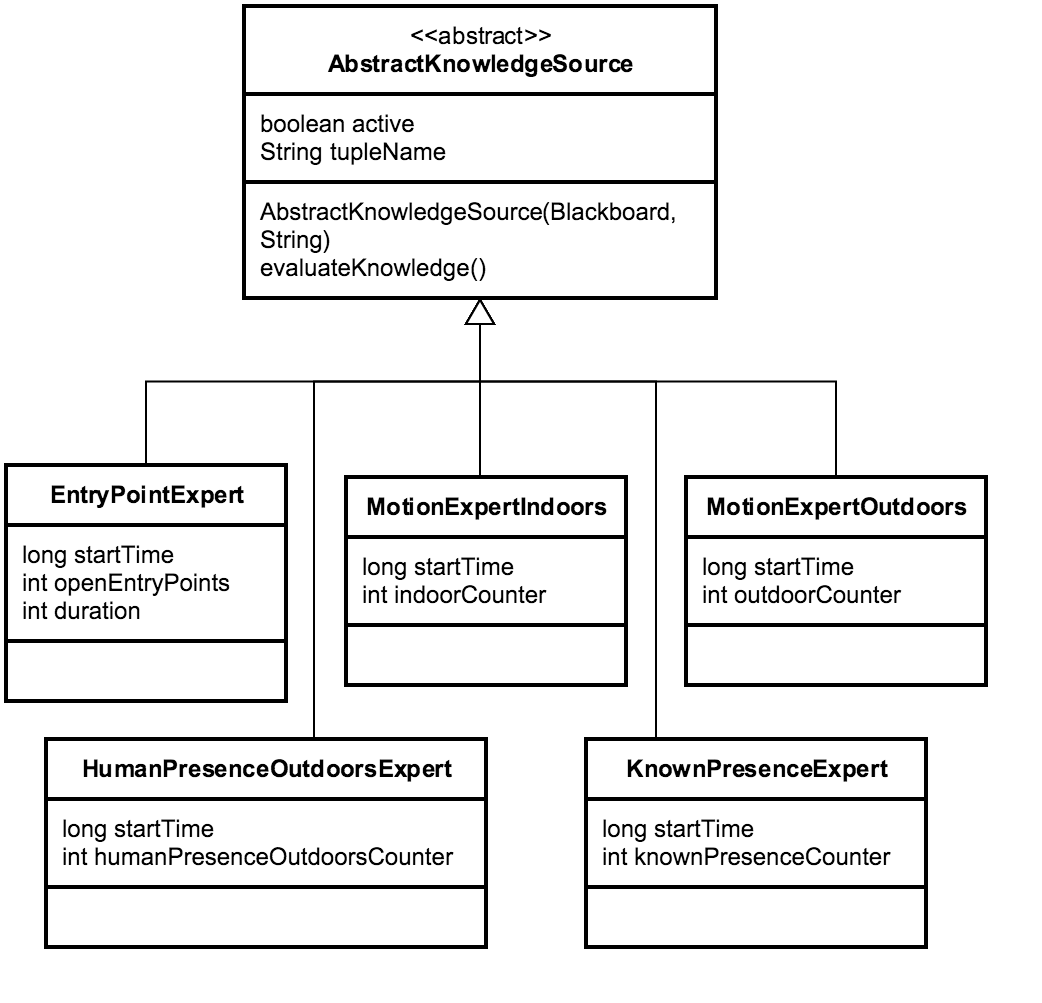 <<abstract>>
AbstractKnowledgeSource
boolean active
String tupleName
AbstractKnowledgeSource(Blackboard,
String)
evaluateKnowledge()
EntryPointExpert
long startTime
int openEntryPoints
int duration
MotionExpertIndoors
long startTime
int indoorCounter
MotionExpertOutdoors
long startTime
int outdoorCounter
HumanPresenceOutdoorsExpert
long startTime
int humanPresenceOutdoorsCounter
KnownPresenceExpert
long startTime
int knownPresenceCounter